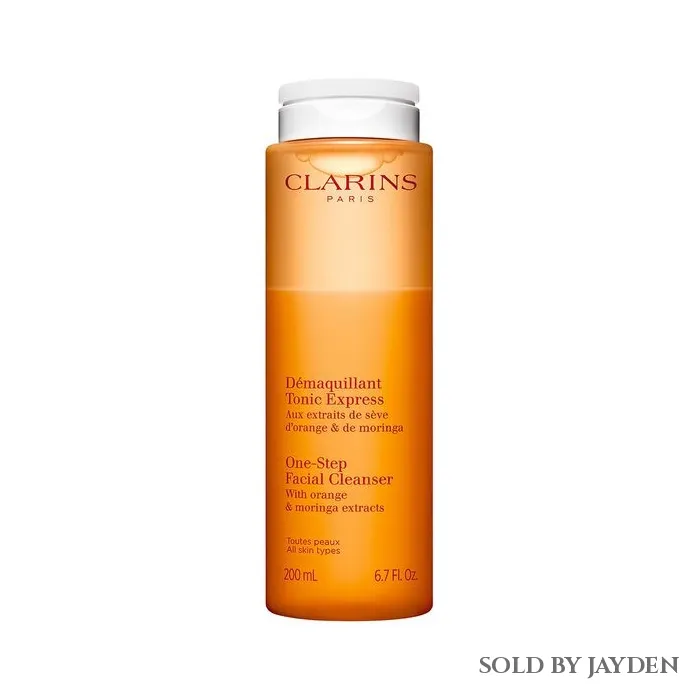 CLARINS
PARIS
Démaquillant
Tonic Express
Aux extraits de sève
d'orange & de moringa
One-Step
Facial Cleanser
With orange
& moringa extracts
Toutes peaux
All skin types
200 mL 6.7 Fl. Oz.
SOLD BY JAYDEN